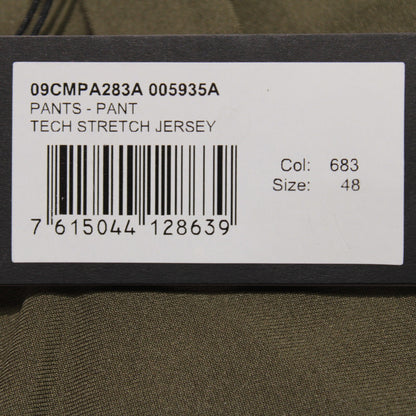 09CMPA283A 005935A
PANTS - PANT
TECH STRETCH JERSEY
Col: 683
Size: 48
7 615044 128639